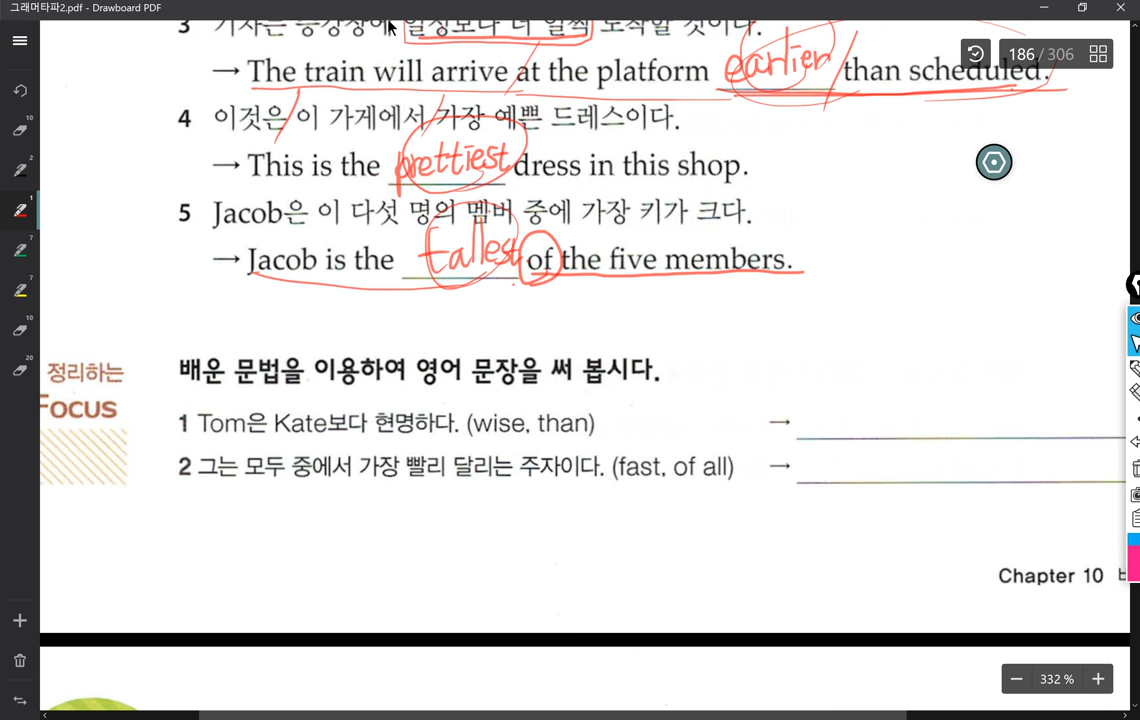 그래머타파2.pdf - Drawboard PDF
186 / 306
3 기차는 승강장에 일정보다 더 일찍 도착할 것이다.
→ The train will arrive at the platform earlier than scheduled.
4 이것은 이 가게에서 가장 예쁜 드레스이다.
→ This is the prettiest dress in this shop.
5 Jacob은 이 다섯 명의 멤버 중에 가장 키가 크다.
→ Jacob is the tallest of the five members.
정리하는
FOCUS
배운 문법을 이용하여 영어 문장을 써 봅시다.
1 Tom은 Kate보다 현명하다. (wise, than) →
2 그는 모두 중에서 가장 빨리 달리는 주자이다. (fast, of all) →
Chapter 10
332 %
10
2
1
7
7
10
20